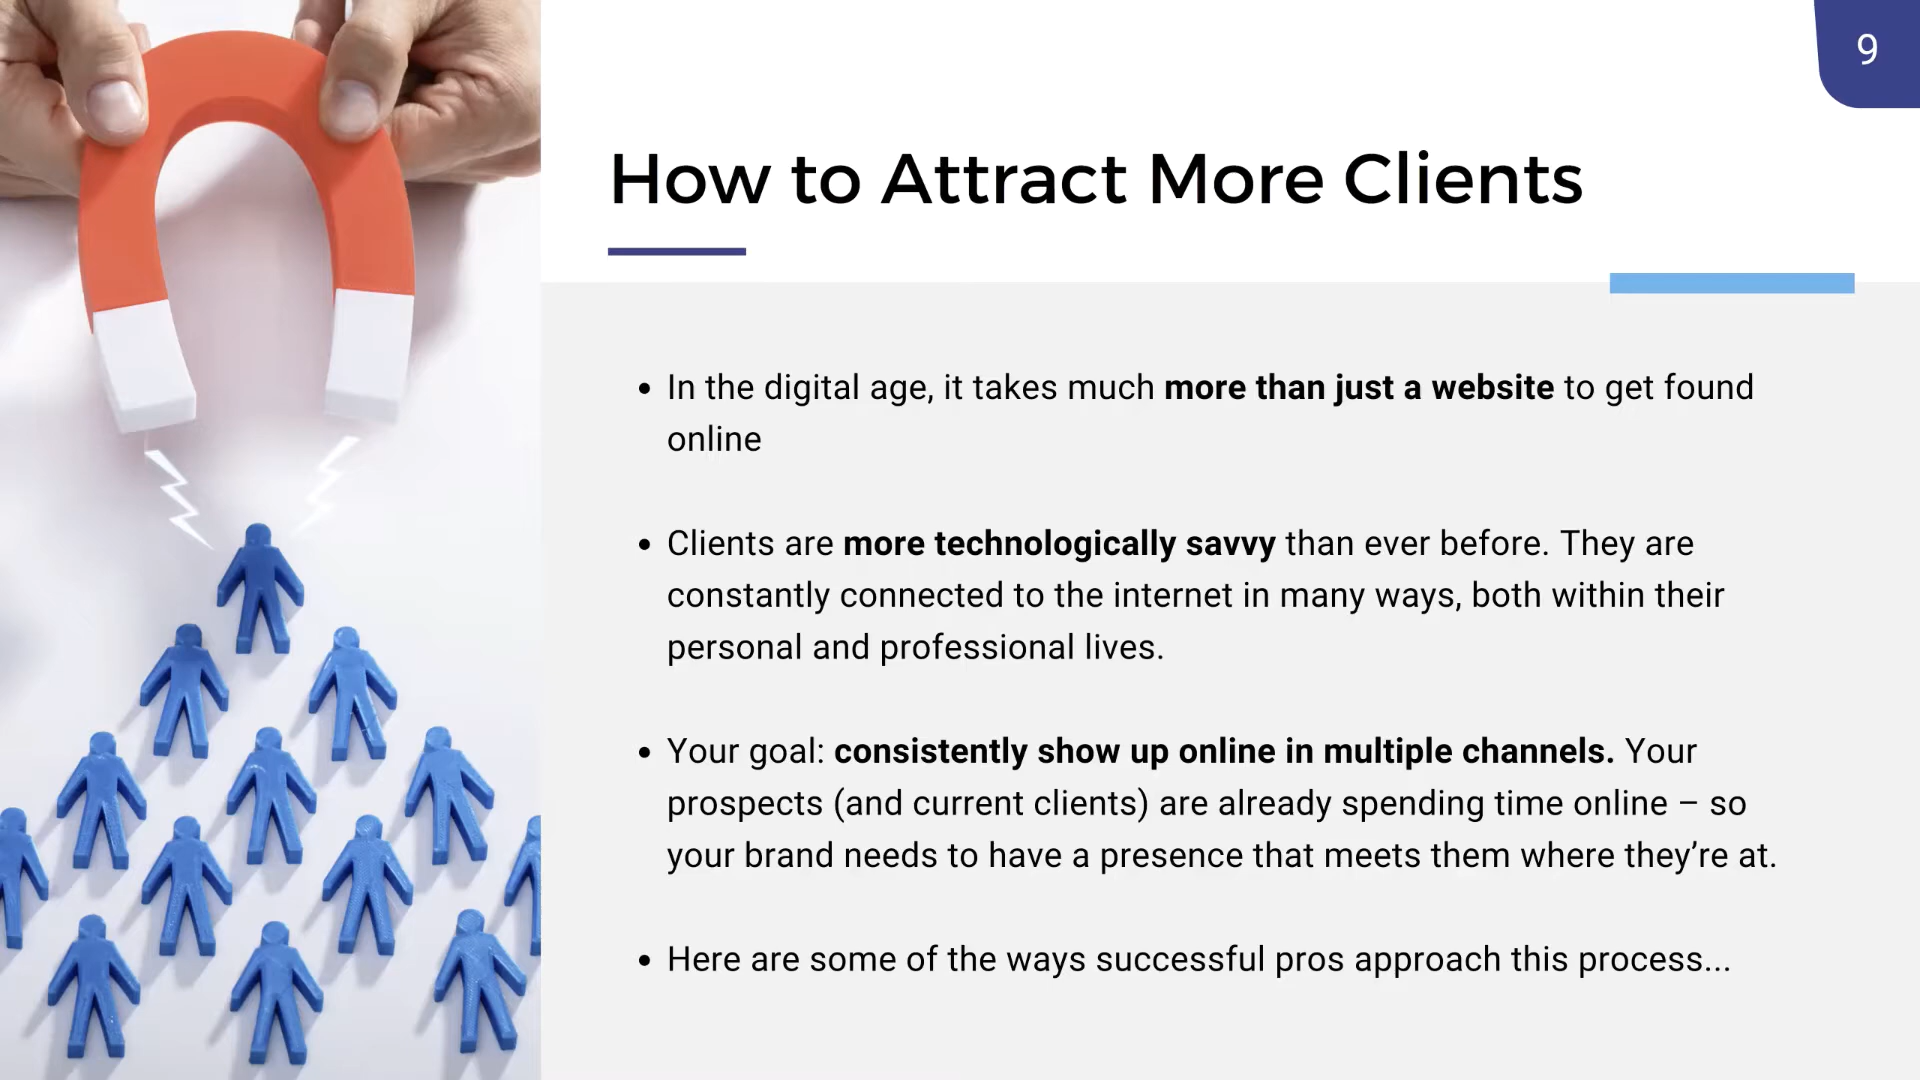 9
How to Attract More Clients
• In the digital age, it takes much more than just a website to get found
online
• Clients are more technologically savvy than ever before. They are
constantly connected to the internet in many ways, both within their
personal and professional lives.
• Your goal: consistently show up online in multiple channels. Your
prospects (and current clients) are already spending time online – so
your brand needs to have a presence that meets them where they’re at.
• Here are some of the ways successful pros approach this process...